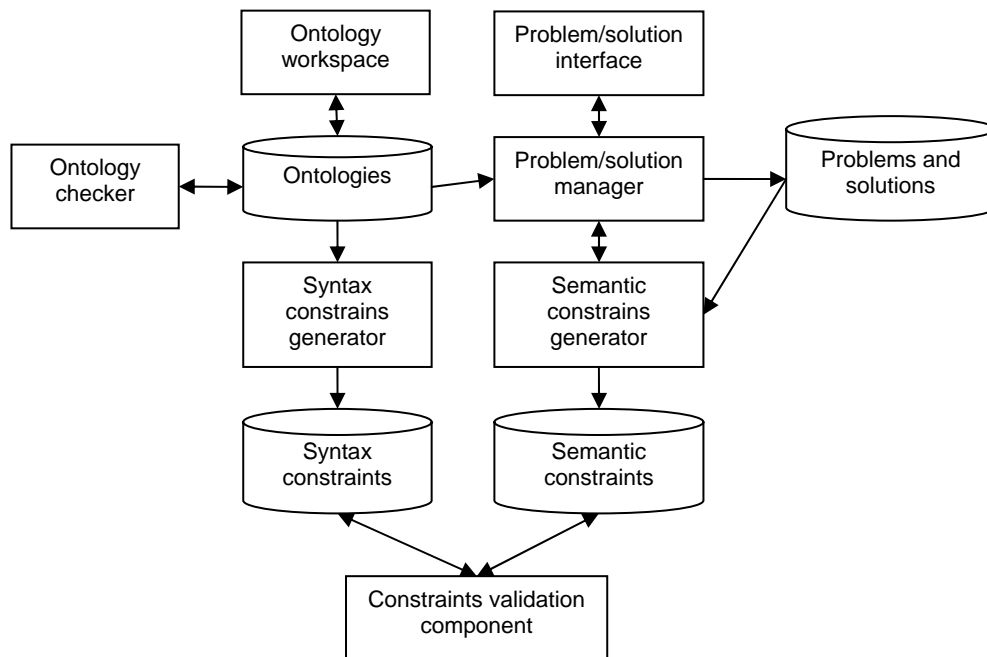 Ontology
workspace
Problem/solution
interface
Ontology
checker
Ontologies
Problem/solution
manager
Problems and
solutions
Syntax
constrains
generator
Semantic
constrains
generator
Syntax
constraints
Semantic
constraints
Constraints validation
component